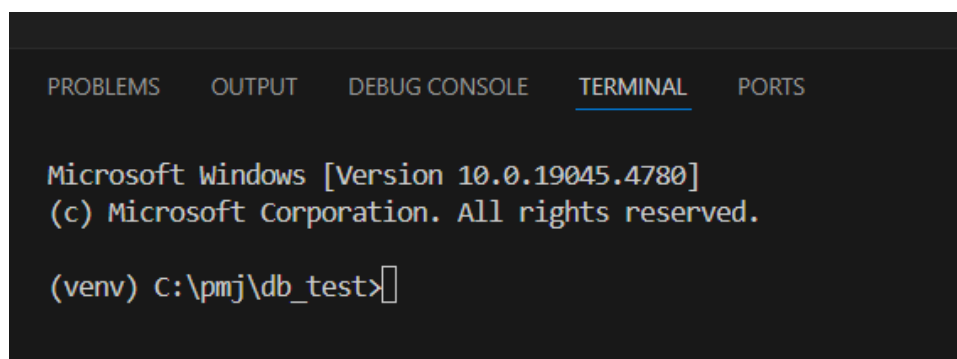 PROBLEMS OUTPUT DEBUG CONSOLE TERMINAL PORTS
Microsoft Windows [Version 10.0.19045.4780]
(c) Microsoft Corporation. All rights reserved.
(venv) C:\pmj\db_test>